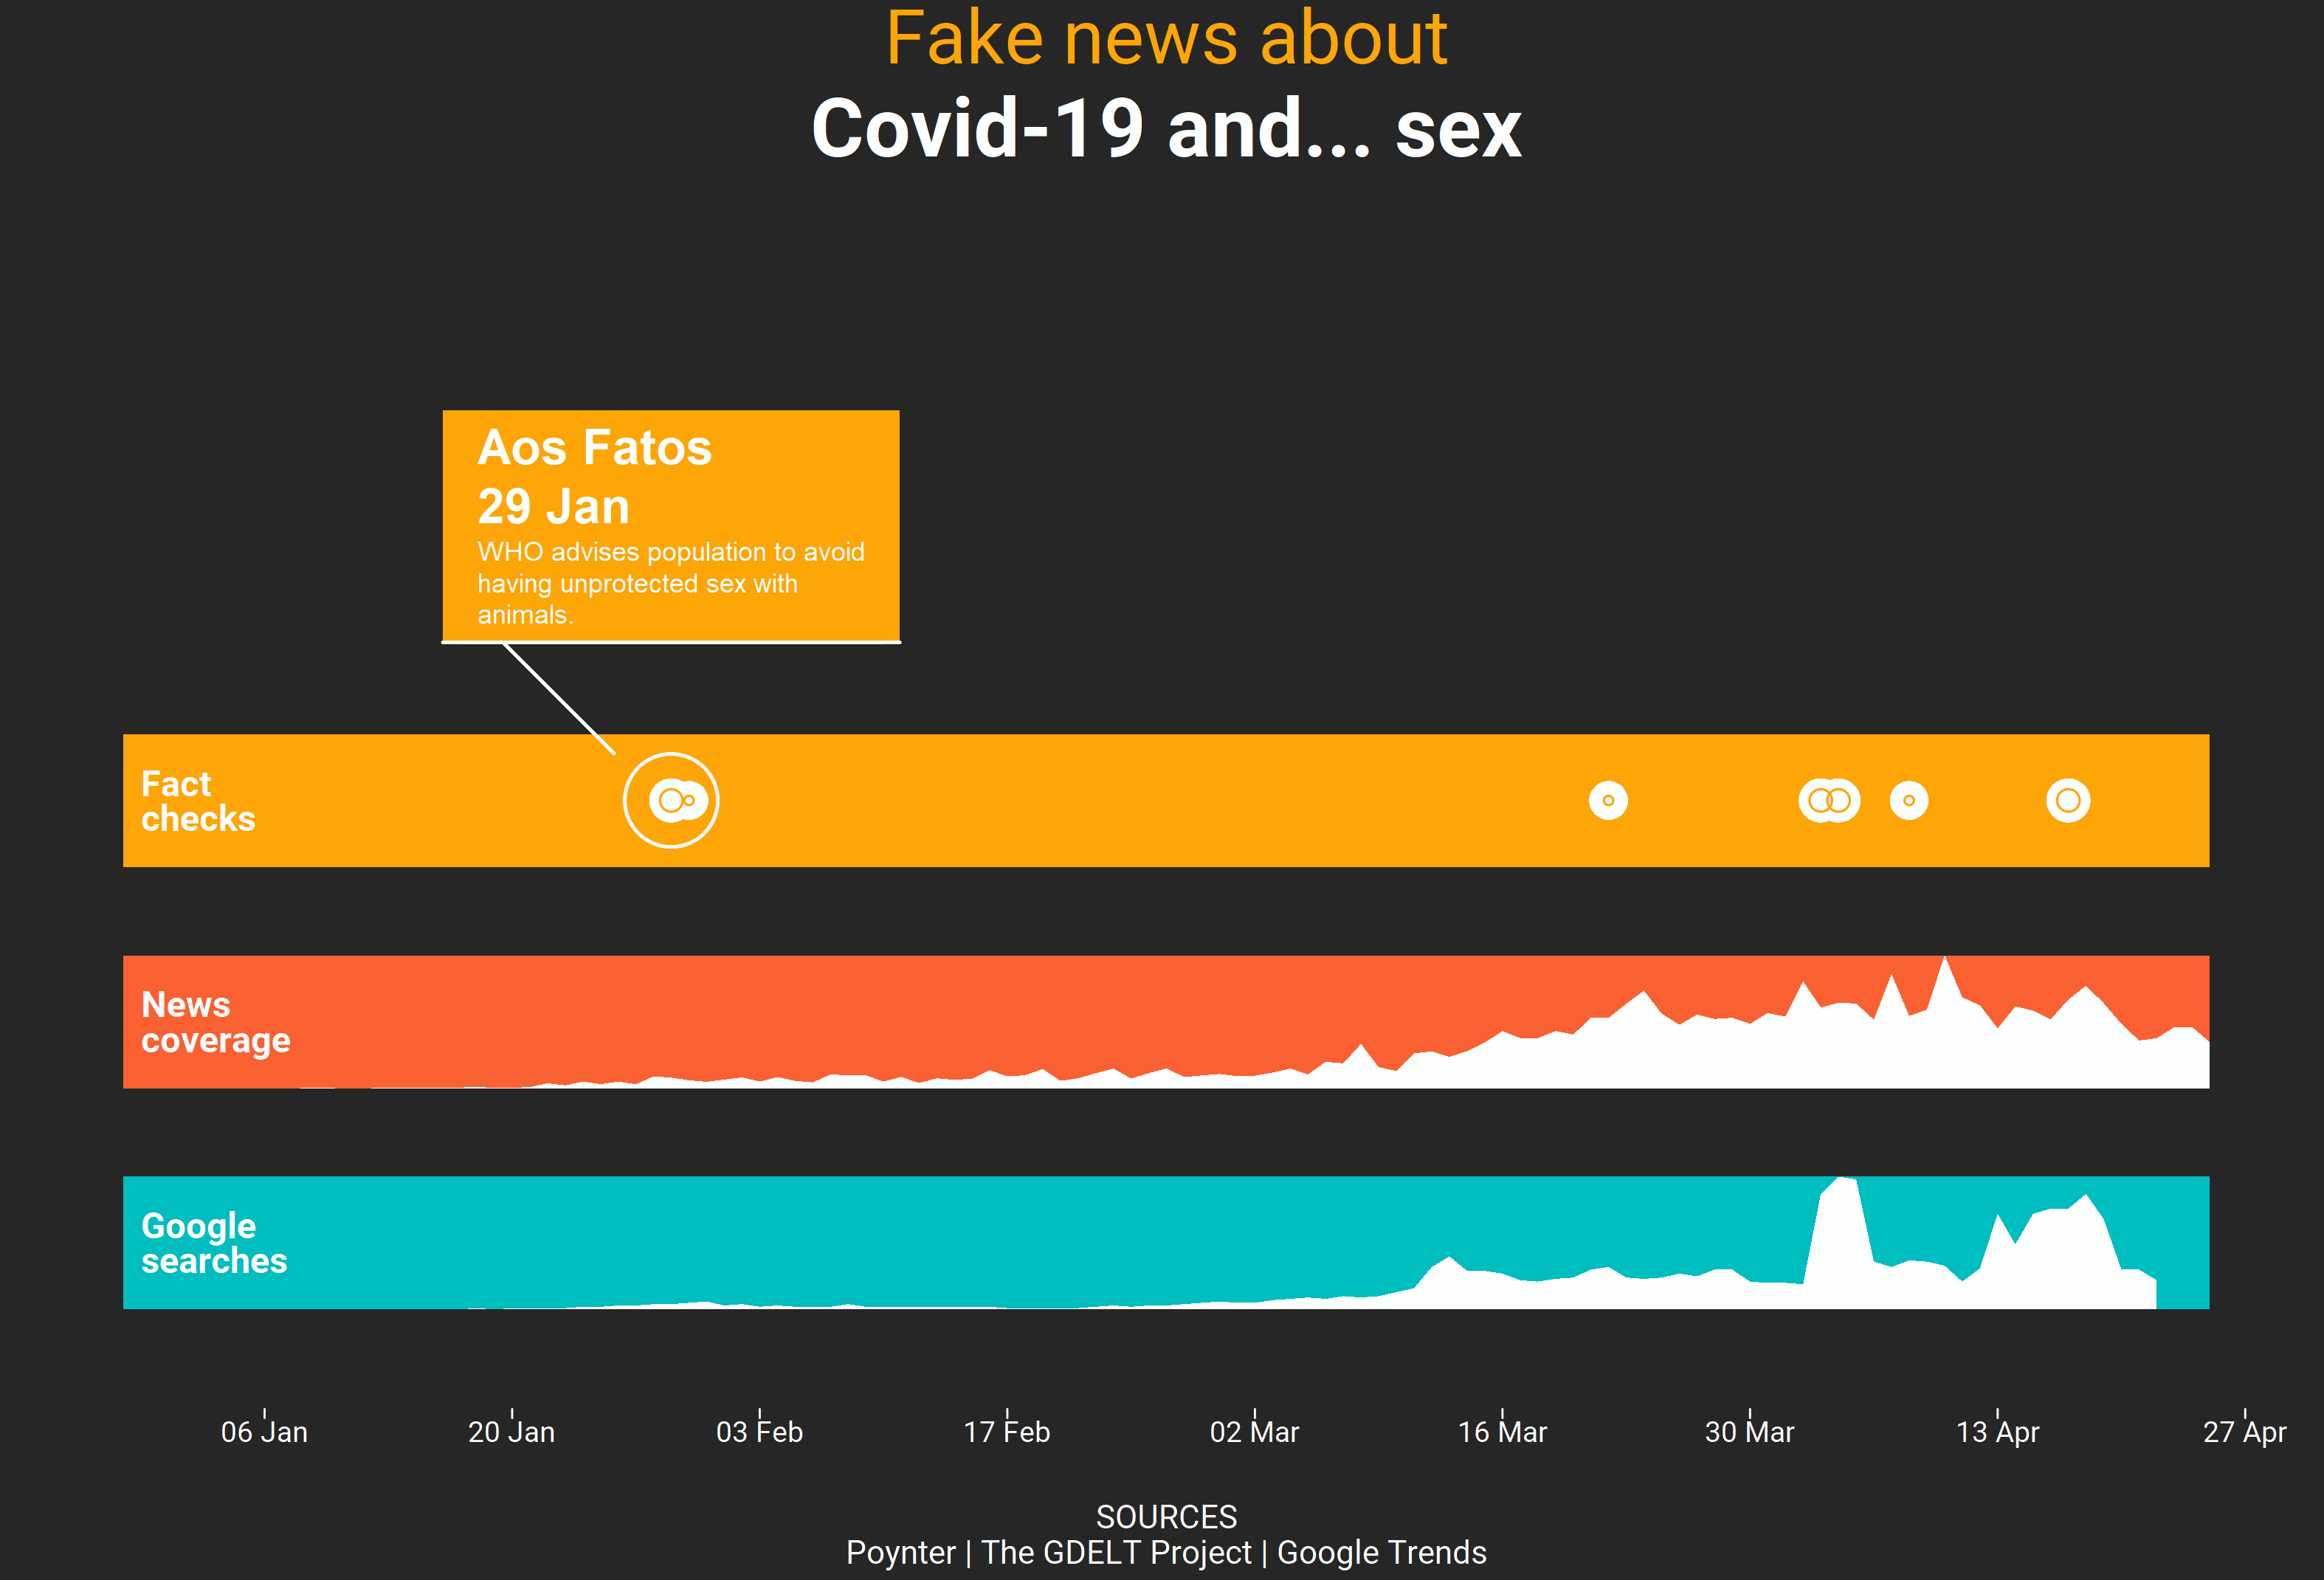 Fake news about
Covid-19 and... sex
Aos Fatos
29 Jan
WHO advises population to avoid
having unprotected sex with
animals.
Fact
checks
News
coverage
Google
searches
06 Jan
20 Jan
03 Feb
17 Feb
02 Mar
16 Mar
30 Mar
13 Apr
27 Apr
SOURCES
Poynter | The GDELT Project | Google Trends